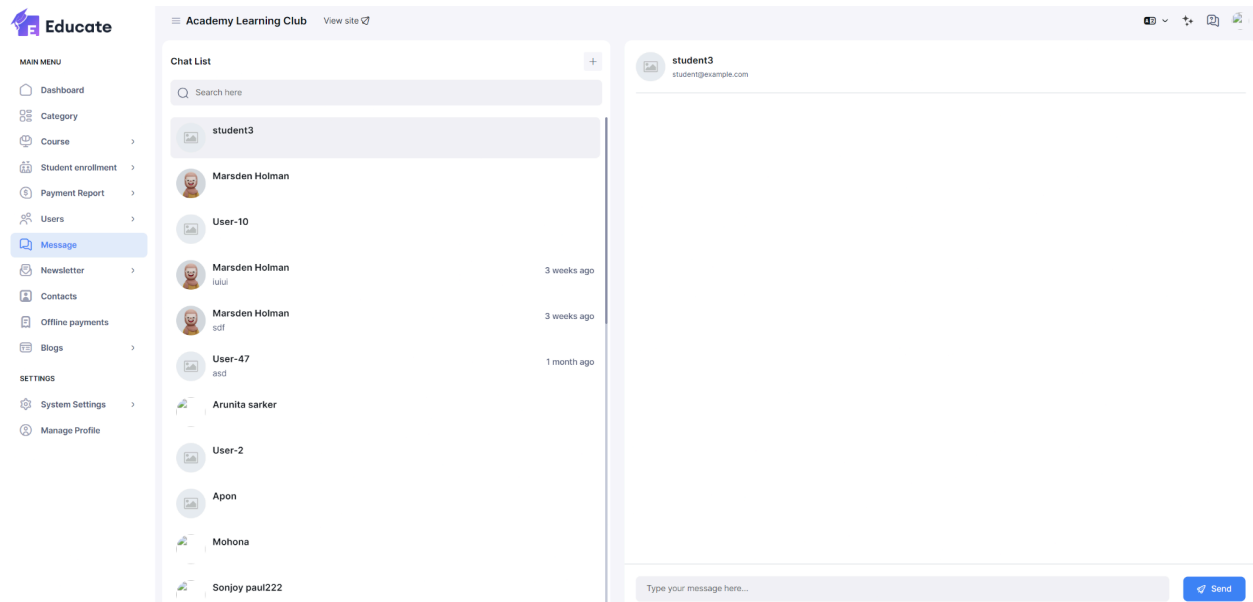 Educate
Academy Learning Club
View site
MAIN MENU
Dashboard
Category
Course
Student enrollment
Payment Report
Users
Message
Newsletter
Contacts
Offline payments
Blogs
SETTINGS
System Settings
Manage Profile
Chat List
+
Search here
student3
Marsden Holman
User-10
Marsden Holman 3 weeks ago
iuiui
Marsden Holman 3 weeks ago
sdf
User-47 1 month ago
asd
Arunita sarker
User-2
Apon
Mohona
Sonjoy paul222
student3
student@example.com
Type your message here...
Send